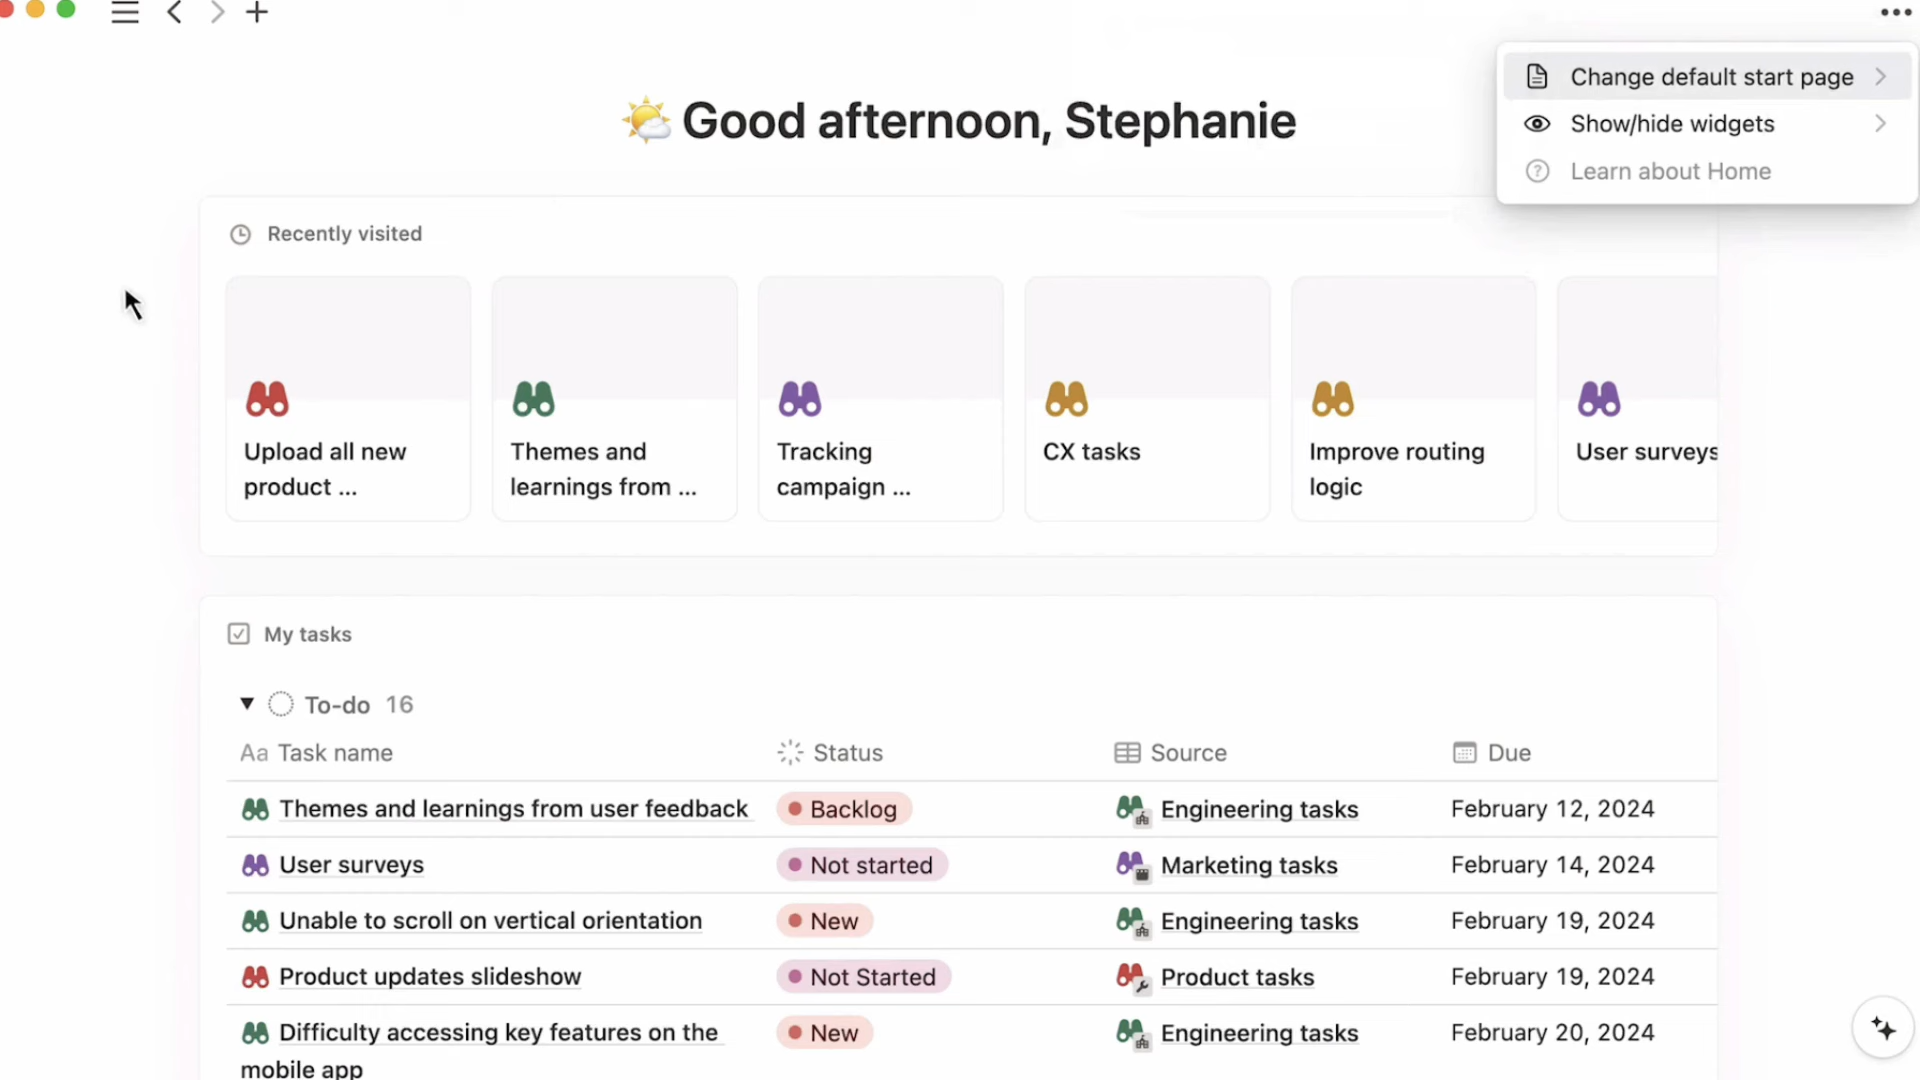 Change default start page
Show/hide widgets
Learn about Home
Good afternoon, Stephanie
Recently visited
Upload all new
product ...
Themes and
learnings from ...
Tracking
campaign ...
CX tasks
Improve routing
logic
User surveys
My tasks
To-do 16
Aa Task name Status Source Due
Themes and learnings from user feedback Backlog Engineering tasks February 12, 2024
User surveys Not started Marketing tasks February 14, 2024
Unable to scroll on vertical orientation New Engineering tasks February 19, 2024
Product updates slideshow Not Started Product tasks February 19, 2024
Difficulty accessing key features on the New Engineering tasks February 20, 2024
mobile app